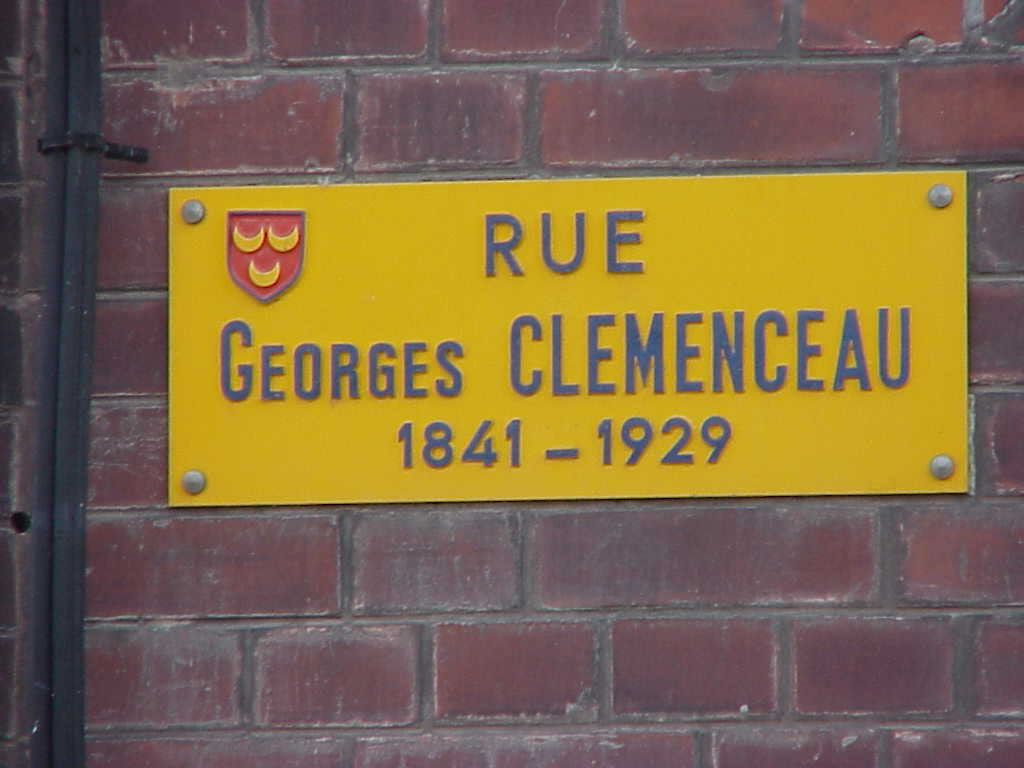 RUE
GEORGES CLEMENCEAU
1841 - 1929